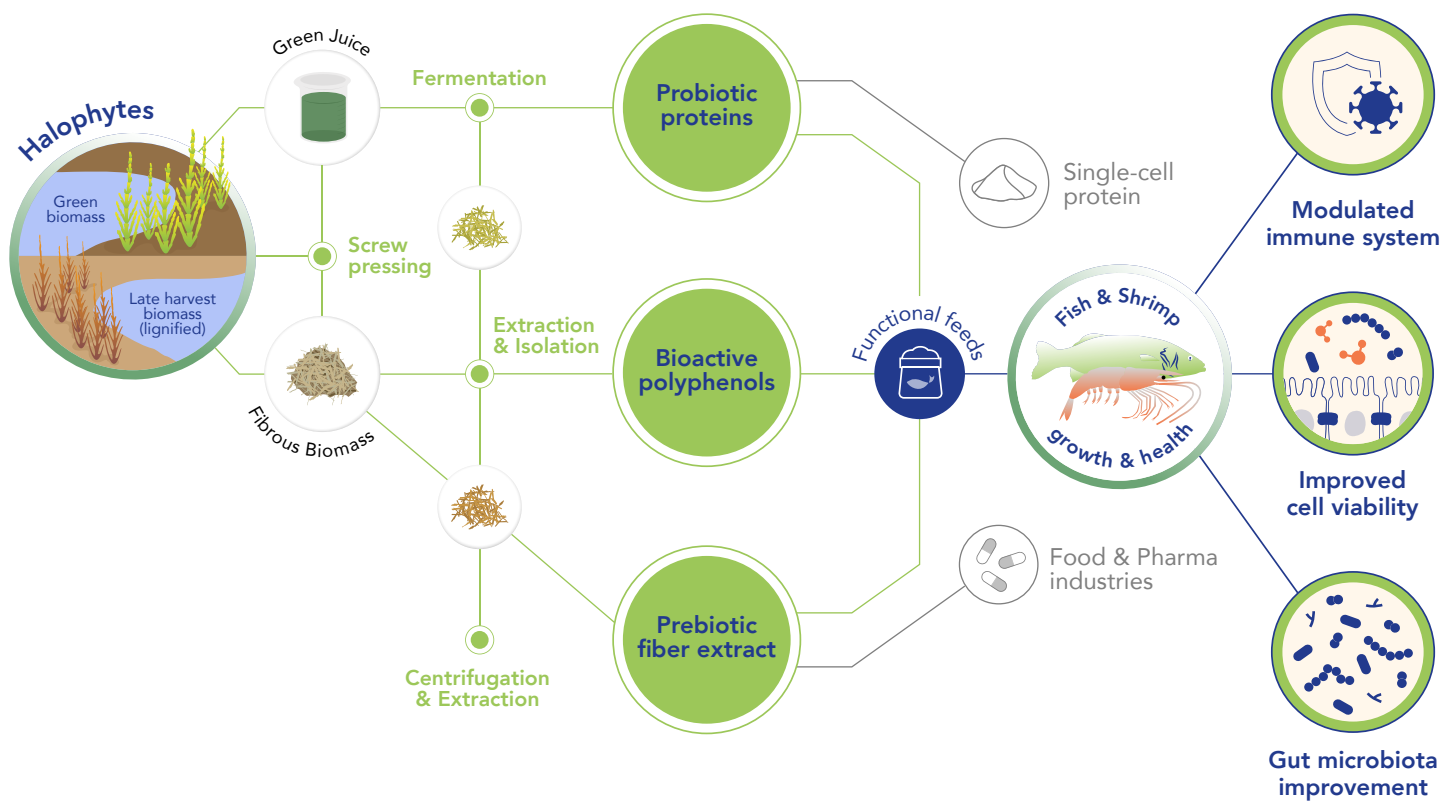 Halophytes
Green
biomass
Late harvest
biomass
(lignified)
Green Juice
Screw
pressing
Fibrous Biomass
Fermentation
Extraction
& Isolation
Centrifugation
& Extraction
Probiotic
proteins
Bioactive
polyphenols
Prebiotic
fiber extract
Single-cell
protein
Functional feeds
Food & Pharma
industries
Fish & Shrimp
growth & health
Modulated
immune system
Improved
cell viability
Gut microbiota
improvement